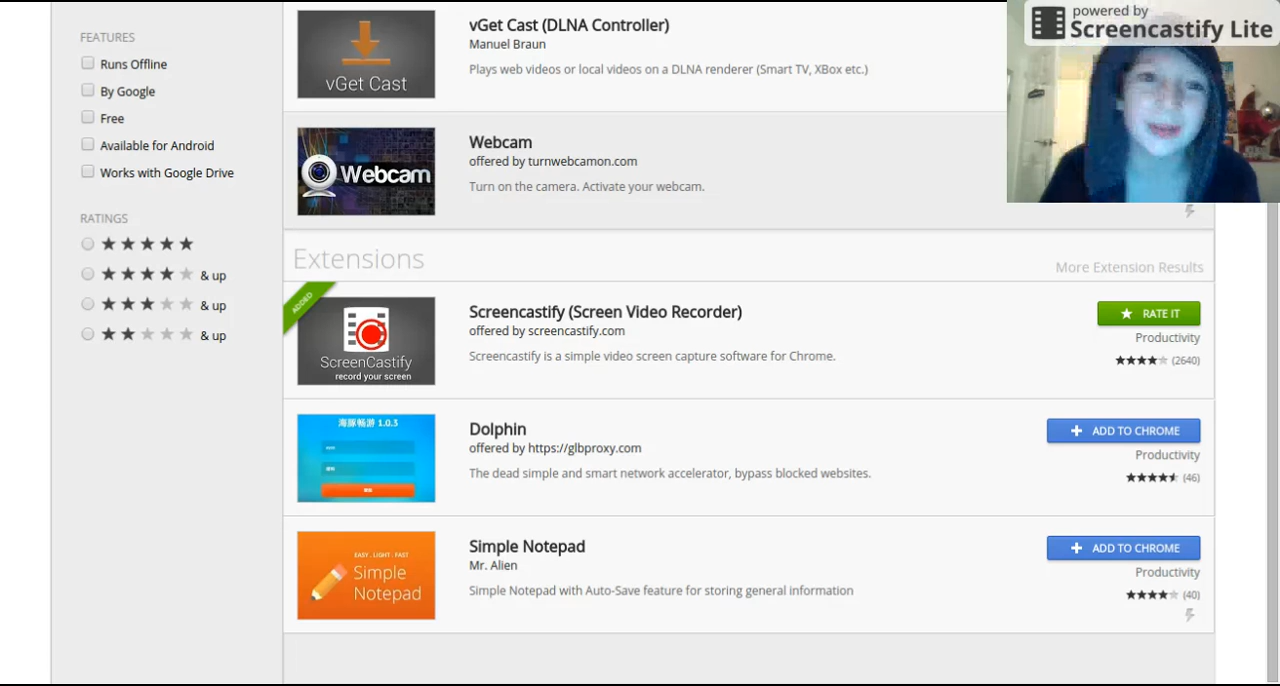 FEATURES
Runs Offline
By Google
Free
Available for Android
Works with Google Drive
RATINGS
& up
& up
& up
vGet Cast
vGet Cast (DLNA Controller)
Manuel Braun
Plays web videos or local videos on a DLNA renderer (Smart TV, XBox etc.)
powered by
Screencastify Lite
Webcam
Webcam
offered by turnwebcamon.com
Turn on the camera. Activate your webcam.
Extensions
More Extension Results
ADDED
ScreenCastify
record your screen
Screencastify (Screen Video Recorder)
offered by screencastify.com
Screencastify is a simple video screen capture software for Chrome.
RATE IT
Productivity
(2640)
海豚畅游 1.0.3
Dolphin
offered by https://glbproxy.com
The dead simple and smart network accelerator, bypass blocked websites.
ADD TO CHROME
Productivity
(46)
EASY . LIGHT . FAST
Simple
Notepad
Simple Notepad
Mr. Alien
Simple Notepad with Auto-Save feature for storing general information
ADD TO CHROME
Productivity
(40)